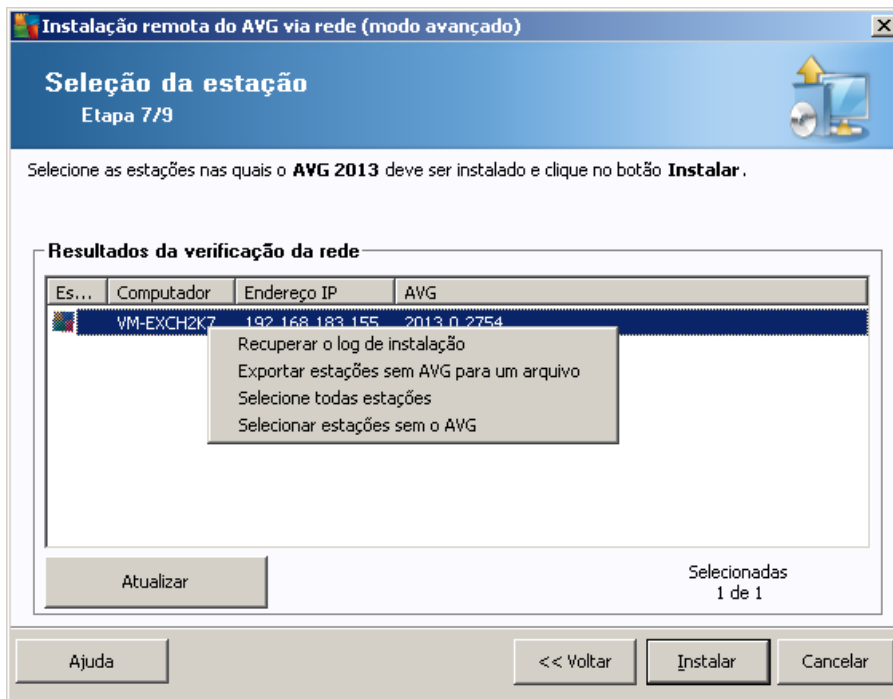 Instalação remota do AVG via rede (modo avançado)
Seleção da estação
Etapa 7/9
Selecione as estações nas quais o AVG 2013 deve ser instalado e clique no botão Instalar.
Resultados da verificação da rede
Es... Computador Endereço IP AVG
VM-EXCH2K7 192.168.183.155 2013.0.2754
Recuperar o log de instalação
Exportar estações sem AVG para um arquivo
Selecione todas estações
Selecionar estações sem o AVG
Atualizar
Selecionadas
1 de 1
Ajuda << Voltar Instalar Cancelar